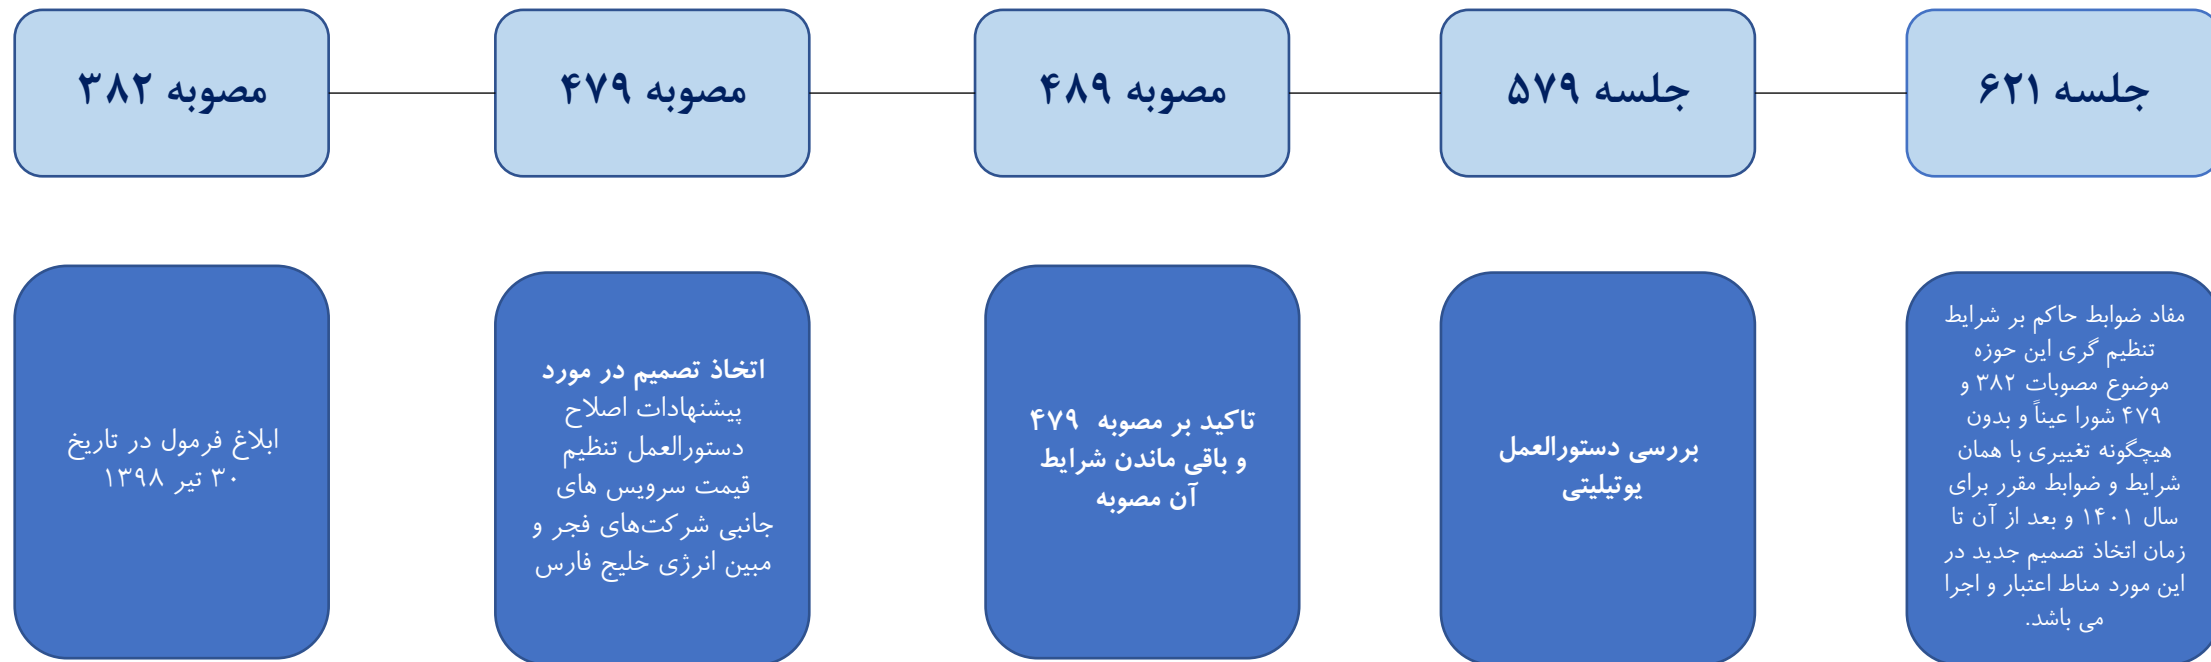 مصوبه ۳۸۲
مصوبه ۴۷۹
مصوبه ۴۸۹
جلسه ۵۷۹
جلسه ۶۲۱
ابلاغ فرمول در تاریخ
۳۰ تیر ۱۳۹۸
اتخاذ تصمیم در مورد
پیشنهادات اصلاح
دستورالعمل تنظیم
قیمت سرویس های
جانبی شرکت‌های فجر و
مبین انرژی خلیج فارس
تاکید بر مصوبه ۴۷۹
و باقی ماندن شرایط
آن مصوبه
بررسی دستورالعمل
یوتیلیتی
مفاد ضوابط حاکم بر شرایط
تنظیم گری این حوزه
موضوع مصوبات ۳۸۲ و
۴۷۹ شورا عیناً و بدون
هیچگونه تغییری با همان
شرایط و ضوابط مقرر برای
سال ۱۴۰۱ و بعد از آن تا
زمان اتخاذ تصمیم جدید در
این مورد مناط اعتبار و اجرا
می باشد.